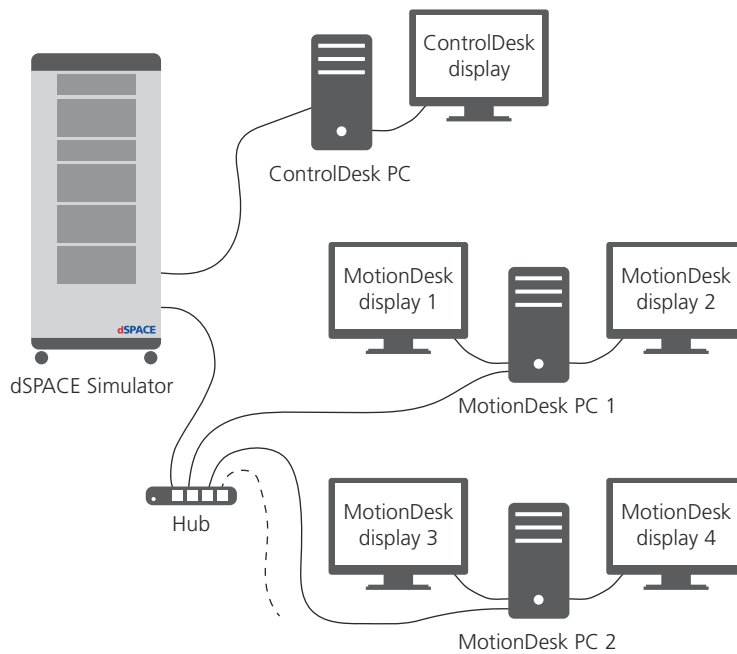 ControlDesk
display
ControlDesk PC
MotionDesk
display 1
MotionDesk
display 2
dSPACE
dSPACE Simulator
MotionDesk PC 1
MotionDesk
display 3
MotionDesk
display 4
Hub
MotionDesk PC 2